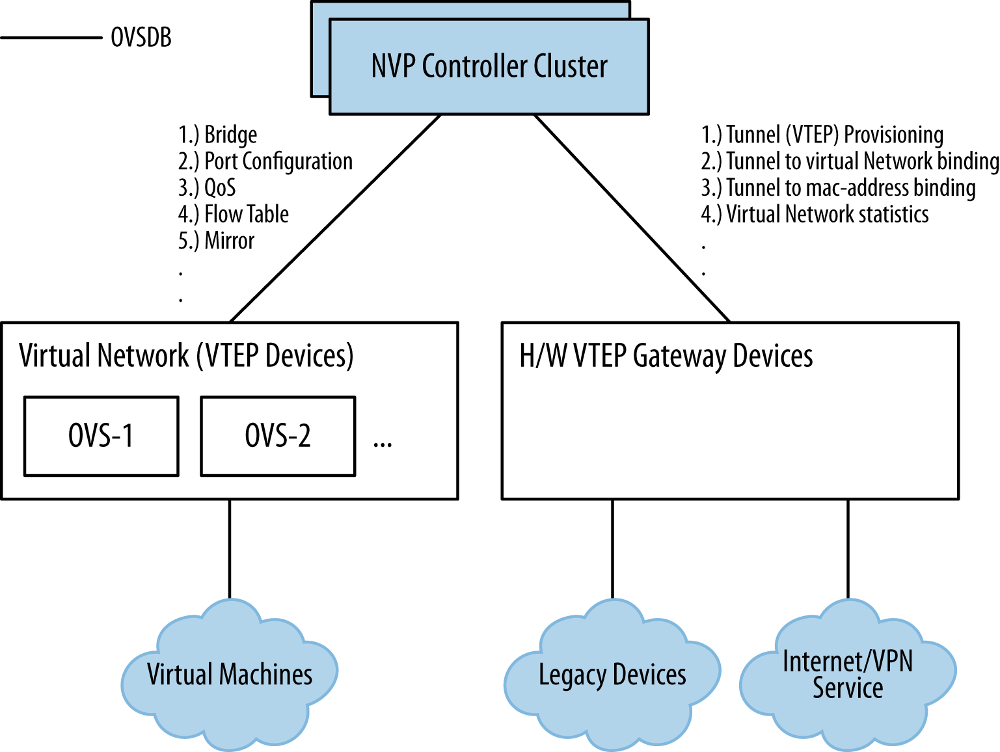 OVSDB
NVP Controller Cluster
1.) Bridge
2.) Port Configuration
3.) QoS
4.) Flow Table
5.) Mirror
.
.
1.) Tunnel (VTEP) Provisioning
2.) Tunnel to virtual Network binding
3.) Tunnel to mac-address binding
4.) Virtual Network statistics
.
.
Virtual Network (VTEP Devices)
OVS-1
OVS-2
...
H/W VTEP Gateway Devices
Virtual Machines
Legacy Devices
Internet/VPN
Service